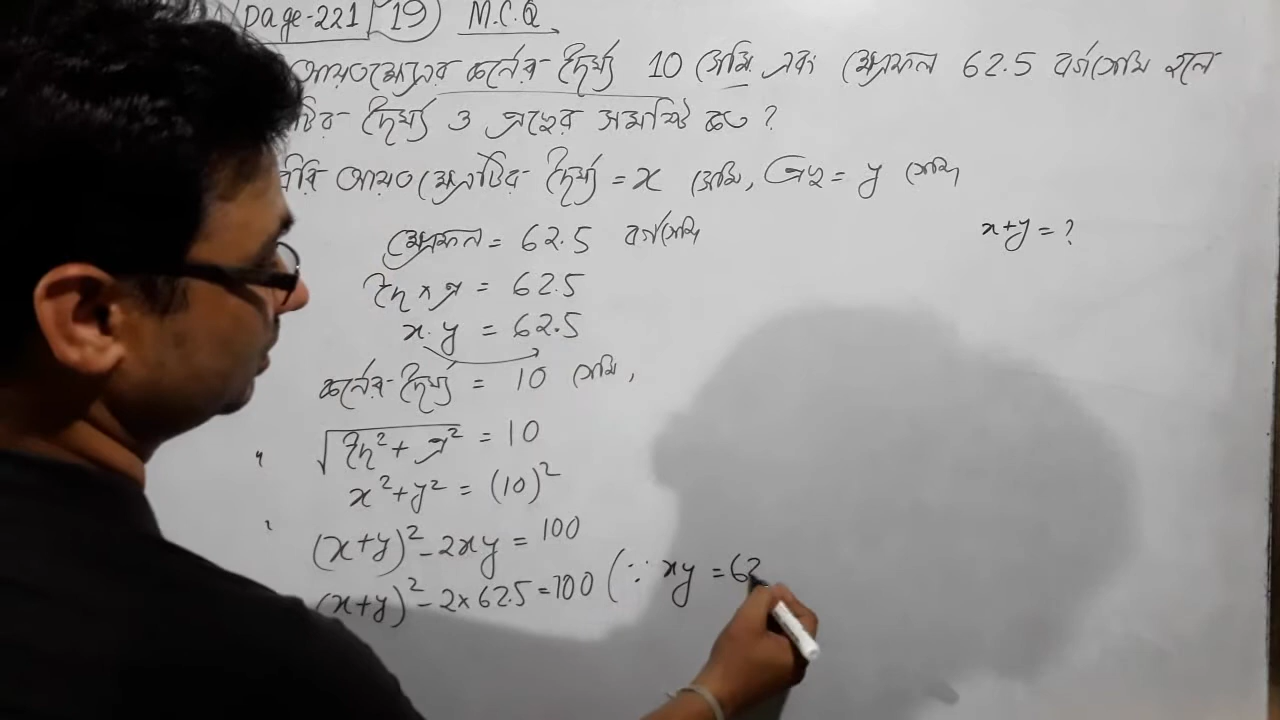 Page-221 19 M.C.Q
আয়তক্ষেত্রের কর্নের দৈর্ঘ্য 10 সেমি এবং ক্ষেত্রফল 62.5 বর্গসেমি হলে
টির দৈর্ঘ্য ও প্রস্থের সমষ্টি কত ?
ধরি আয়তক্ষেত্রটির দৈর্ঘ্য = x সেমি, প্রস্থ = y সেমি
ক্ষেত্রফল = 62.5 বর্গসেমি
x+y = ?
দৈ × প্র = 62.5
x. y = 62.5
কর্নের দৈর্ঘ্য = 10 সেমি,
√দৈ² + প্র² = 10
x² + y² = (10)²
(x+y)² - 2xy = 100
(x+y)² - 2 × 62.5 = 100 (∵ xy = 62